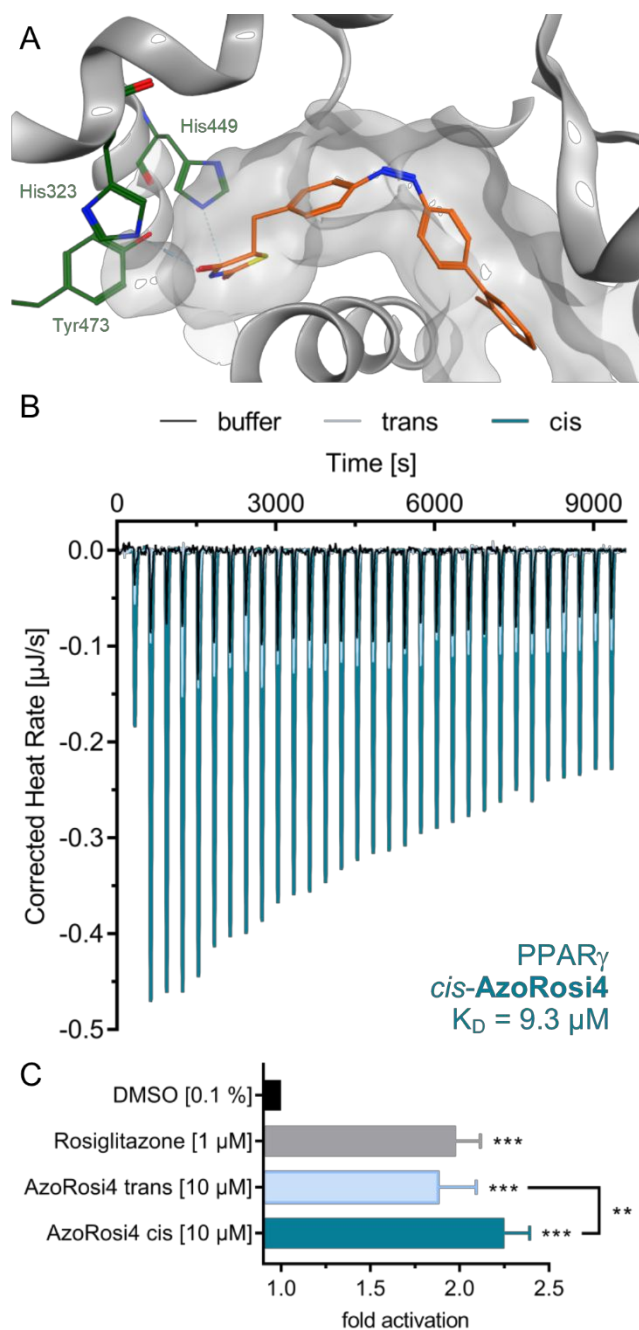 A
His449
His323
Tyr473
B
buffer trans cis
Time [s]
0 3000 6000 9000
0.0
-0.1
-0.2
-0.3
-0.4
-0.5
Corrected Heat Rate [µJ/s]
PPARγ
cis-AzoRosi4
K_D = 9.3 µM
C
DMSO [0.1 %]
Rosiglitazone [1 µM] ***
AzoRosi4 trans [10 µM] ***
**
AzoRosi4 cis [10 µM] ***
1.0 1.5 2.0 2.5
fold activation